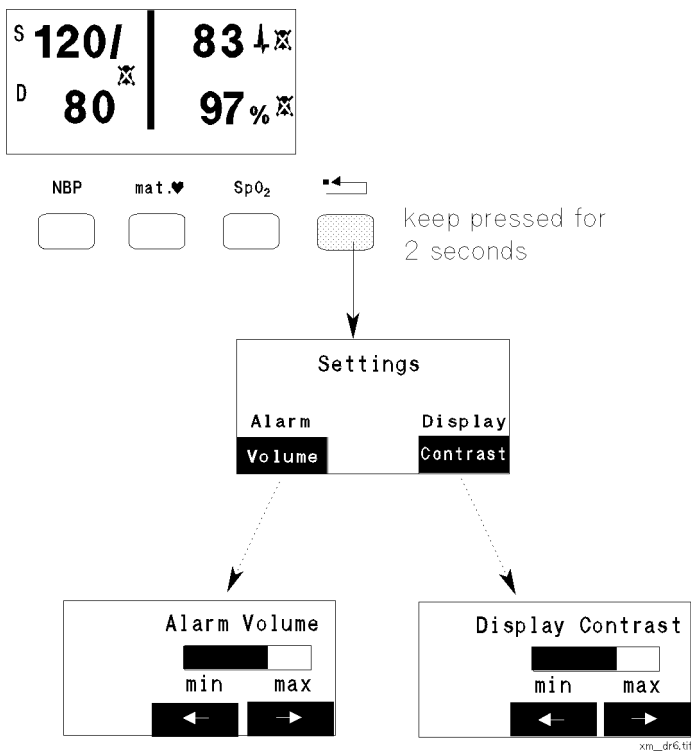 S 120/ 83
D 80 97 %
NBP mat.♥ SpO₂
keep pressed for
2 seconds
Settings
Alarm Display
Volume Contrast
Alarm Volume
min max
← →
Display Contrast
min max
← →
xm__dr6.tif